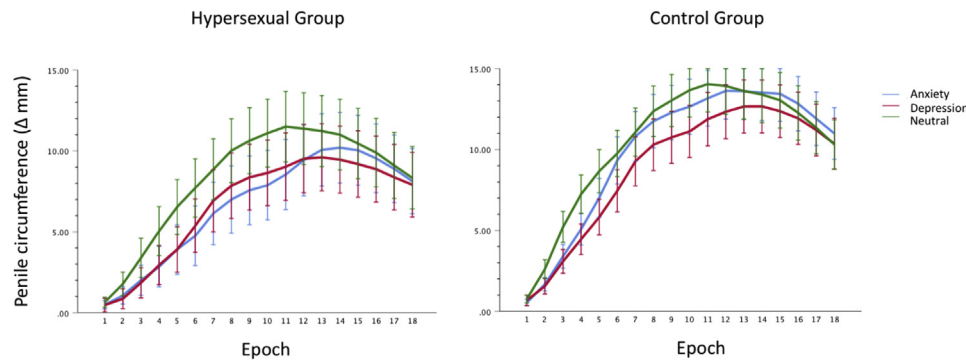 Hypersexual Group
Control Group
Penile circumference (Δ mm)
15.00
10.00
5.00
.00
1 2 3 4 5 6 7 8 9 10 11 12 13 14 15 16 17 18
Epoch
15.00
10.00
5.00
.00
1 2 3 4 5 6 7 8 9 10 11 12 13 14 15 16 17 18
Epoch
Anxiety
Depression
Neutral